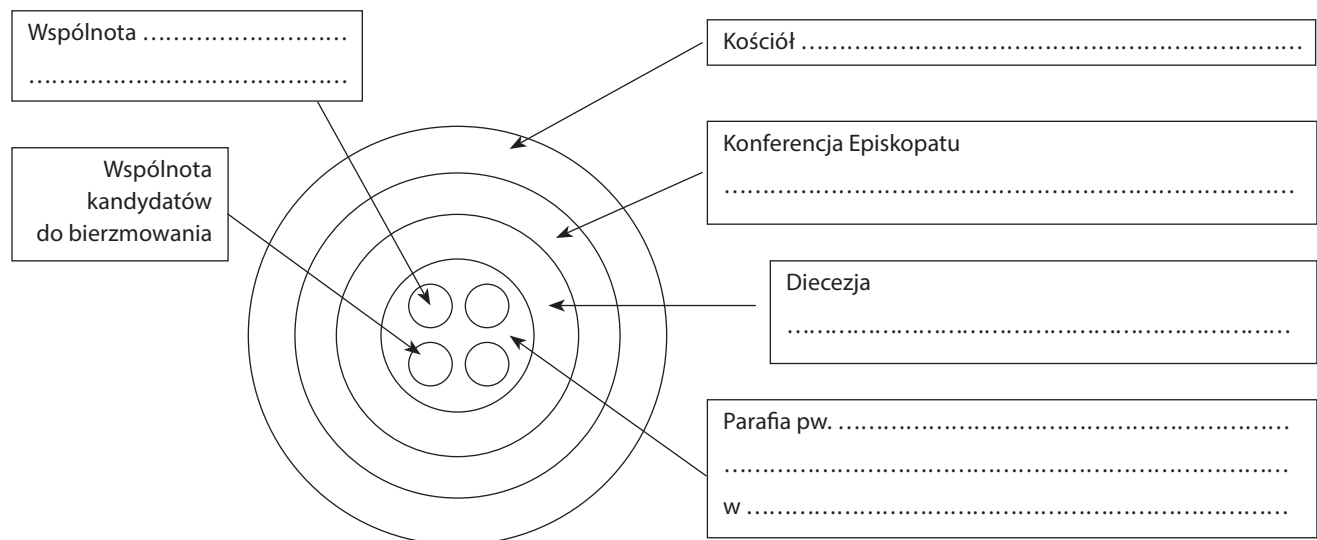 Wspólnota ................................
..................................................
Wspólnota
kandydatów
do bierzmowania
Kościół ................................................................................
Konferencja Episkopatu
..........................................................................................
Diecezja
................................................................................
Parafia pw. ........................................................................
..........................................................................................
w ......................................................................................